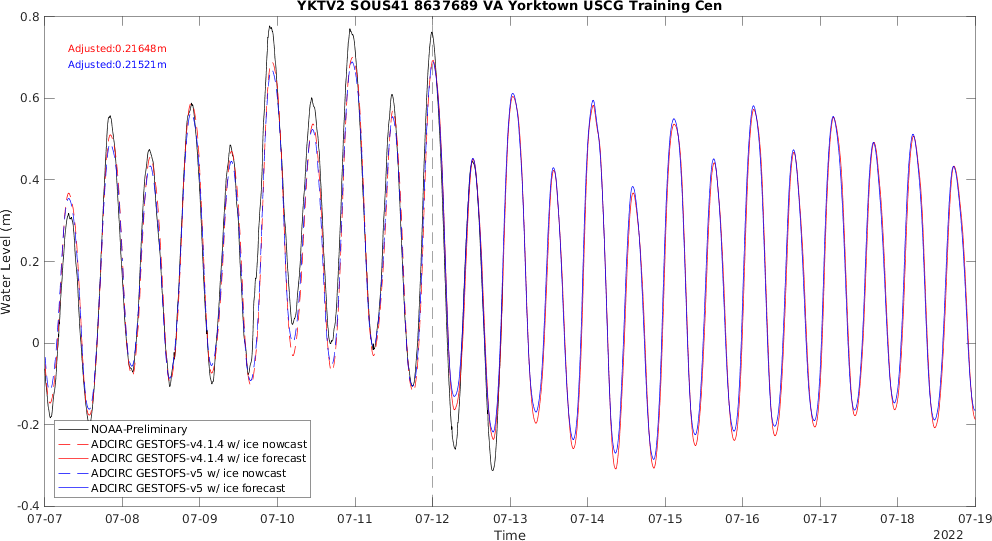 YKTV2 SOUS41 8637689 VA Yorktown USCG Training Cen
Adjusted:0.21648m
Adjusted:0.21521m
Water Level (m)
0.8
0.6
0.4
0.2
0
-0.2
-0.4
NOAA-Preliminary
ADCIRC GESTOFS-v4.1.4 w/ ice nowcast
ADCIRC GESTOFS-v4.1.4 w/ ice forecast
ADCIRC GESTOFS-v5 w/ ice nowcast
ADCIRC GESTOFS-v5 w/ ice forecast
07-07 07-08 07-09 07-10 07-11 07-12 07-13 07-14 07-15 07-16 07-17 07-18 07-19
Time
2022